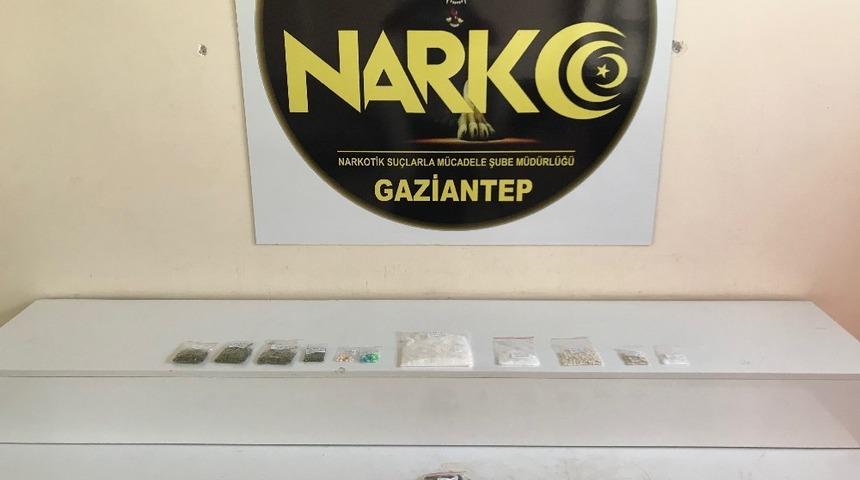 NARKO
NARKOTİK SUÇLARLA MÜCADELE ŞUBE MÜDÜRLÜĞÜ
GAZİANTEP